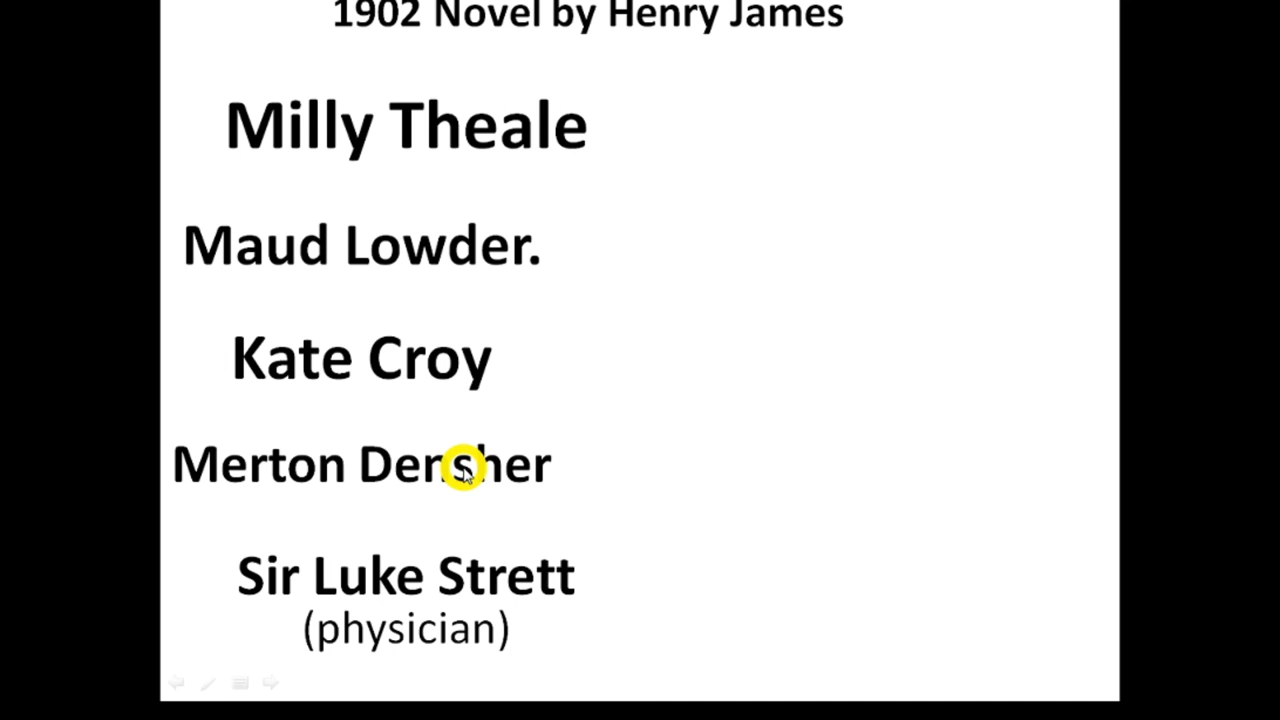 1902 Novel by Henry James
Milly Theale
Maud Lowder.
Kate Croy
Merton Densher
Sir Luke Strett
(physician)